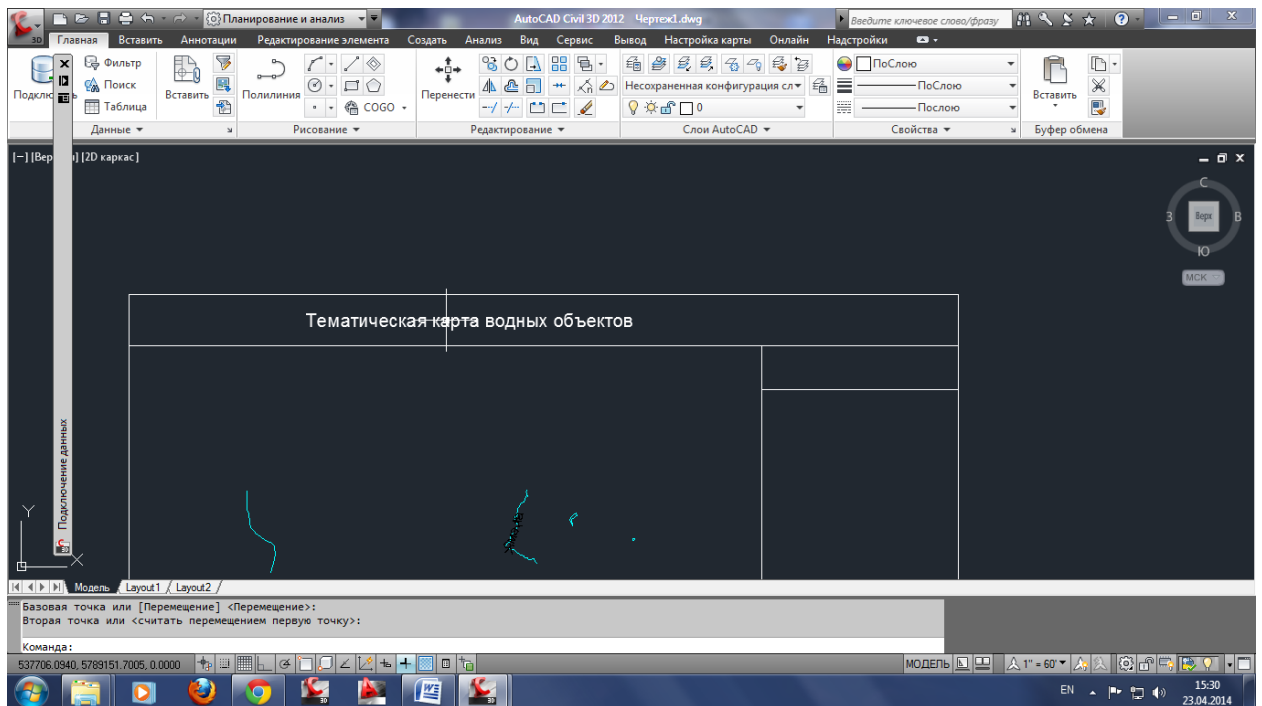 Планирование и анализ AutoCAD Civil 3D 2012 Чертеж1.dwg Введите ключевое слово/фразу
3D Главная Вставить Аннотации Редактирование элемента Создать Анализ Вид Сервис Вывод Настройка карты Онлайн Надстройки
Фильтр
Поиск
Таблица
Вставить
Полилиния
COGO
Перенести
Несохраненная конфигурация сл
0
ПоСлою
ПоСлою
Послою
Вставить
Данные Рисование Редактирование Слои AutoCAD Свойства Буфер обмена
[2D каркас]
С
З Верх В
Ю
МСК
Тематическая карта водных объектов
Подключение данных
3D
Y
X
Модель Layout1 Layout2
Базовая точка или [Перемещение] <Перемещение>:
Вторая точка или <считать перемещением первую точку>:
Команда:
537706.0940, 5789151.7005, 0.0000 МОДЕЛЬ 1" = 60'
EN 15:30
23.04.2014